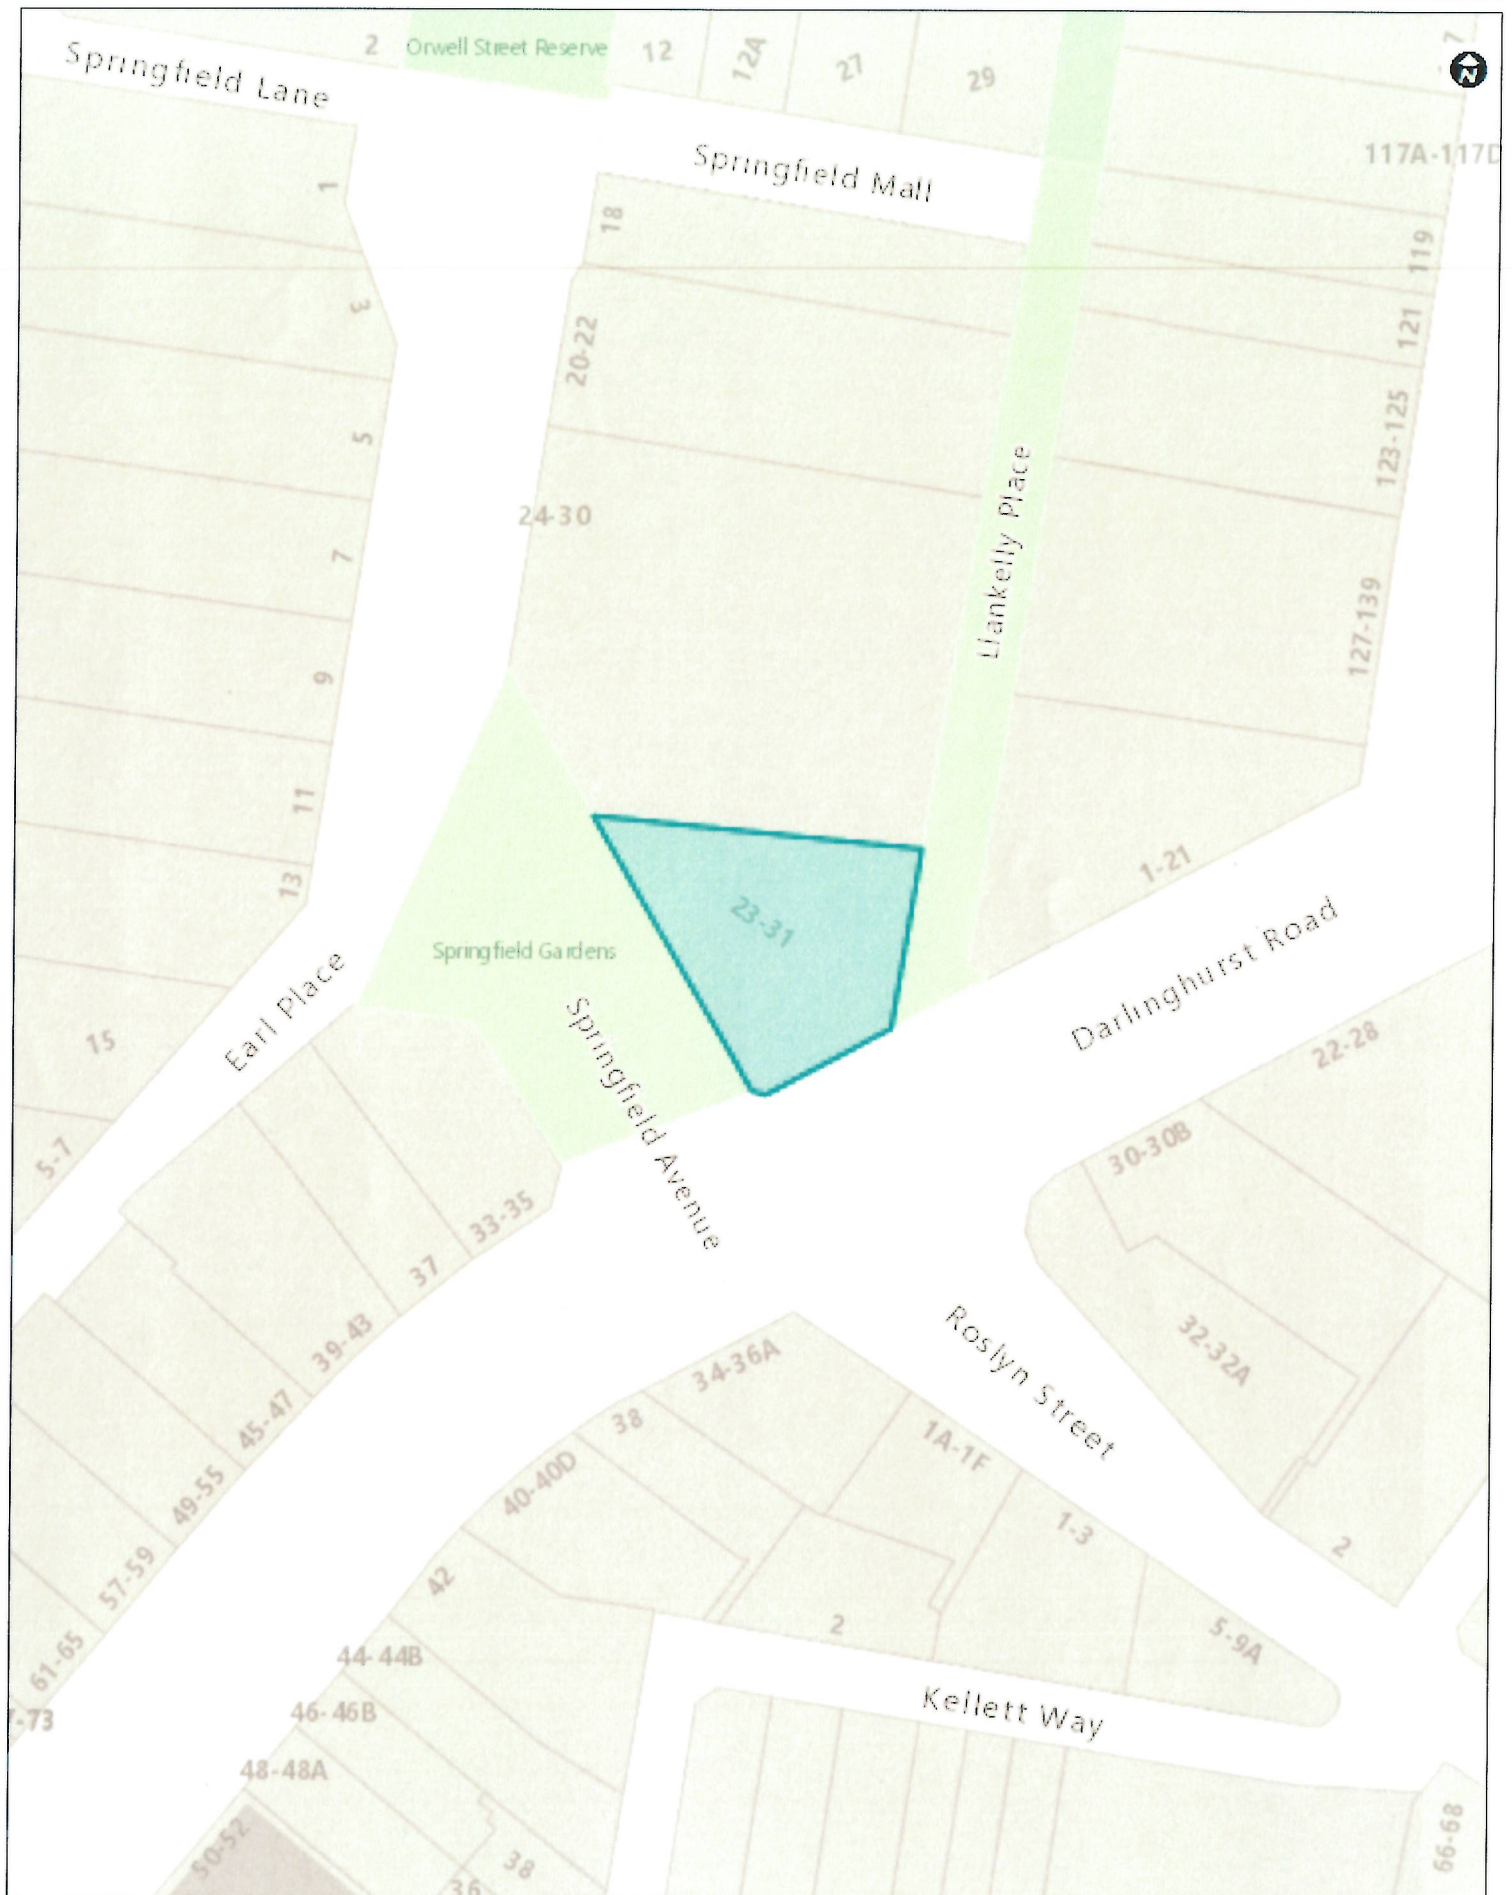 2
Orwell Street Reserve
12
12A
27
29
7
N
Springfield Lane
Springfield Mall
117A-117D
1
18
119
3
20-22
121
5
123-125
24-30
Llankelly Place
7
127-139
9
11
13
1-21
23-31
Springfield Gardens
Darlinghurst Road
Earl Place
15
Springfield Avenue
22-28
5-7
30-30B
33-35
37
39-43
Roslyn Street
32-32A
34-36A
38
45-47
1A-1F
40-40D
49-55
1-3
2
57-59
42
2
5-9A
61-65
44-44B
-73
46-46B
Kellett Way
48-48A
50-52
38
36
66-68